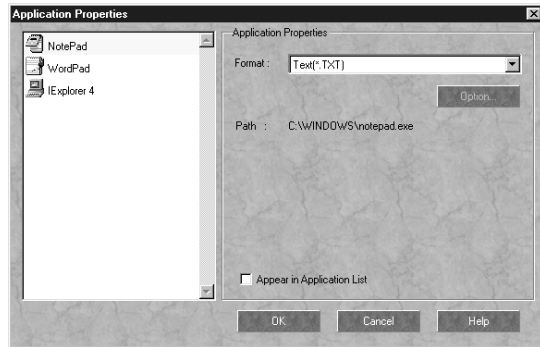 Application Properties
NotePad
WordPad
IExplorer 4
Application Properties
Format :
Text(*.TXT)
Option...
Path :
C:\WINDOWS\notepad.exe
Appear in Application List
OK
Cancel
Help